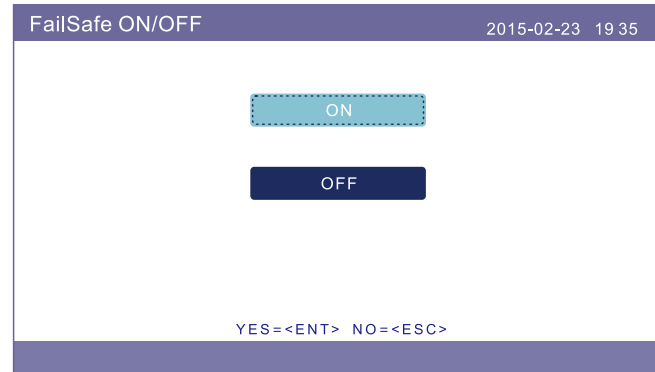 FailSafe ON/OFF 2015-02-23 19 35
ON
OFF
YES=<ENT> NO=<ESC>